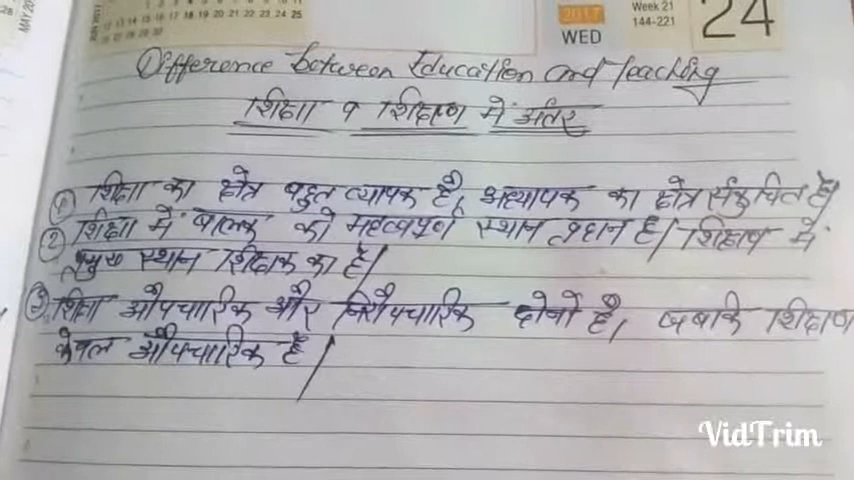 2017
WED
Week 21
144-221
24
Difference between Education and Teaching
शिक्षा व शिक्षण में अंतर
① शिक्षा का क्षेत्र बहुत व्यापक है, अध्यापक का क्षेत्र संकुचित है।
② शिक्षा में बालक को महत्वपूर्ण स्थान प्रदान है। शिक्षण में
प्रमुख स्थान शिक्षक का है।
③ शिक्षा औपचारिक और निरौपचारिक दोनों है, जबकि शिक्षण
केवल औपचारिक है।
VidTrim